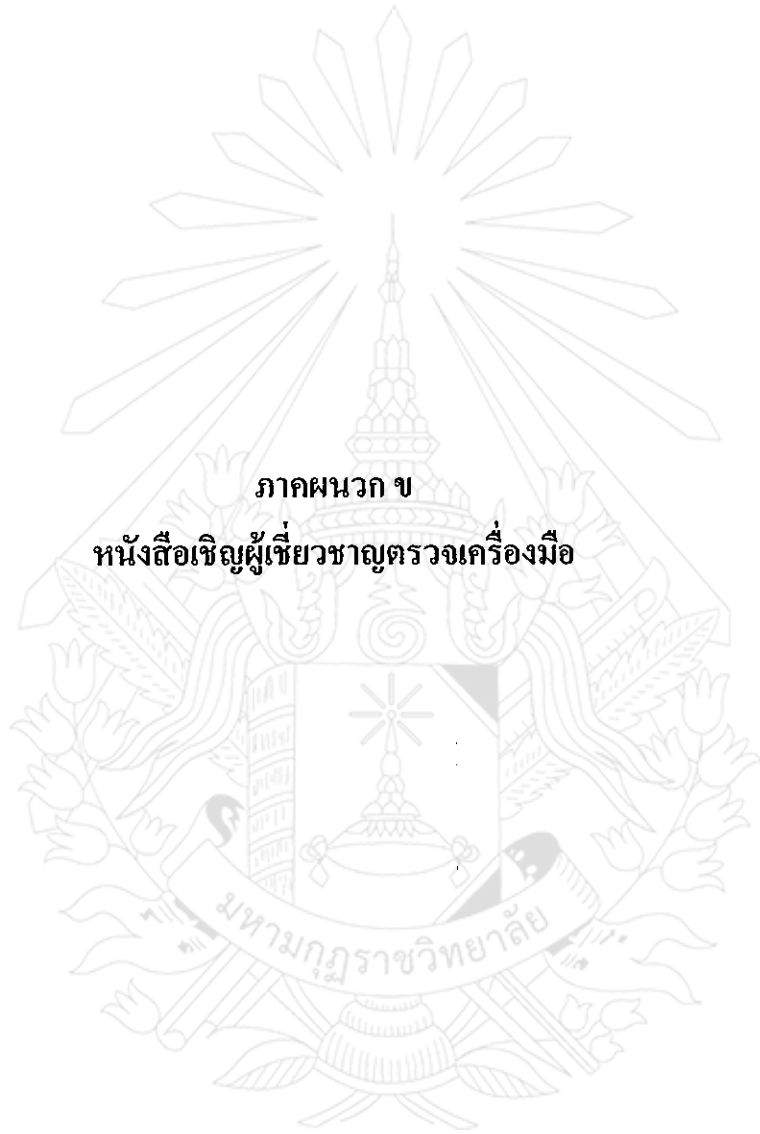 ภาคผนวก ข
หนังสือเชิญผู้เชี่ยวชาญตรวจเครื่องมือ
มหามกุฏราชวิทยาลัย